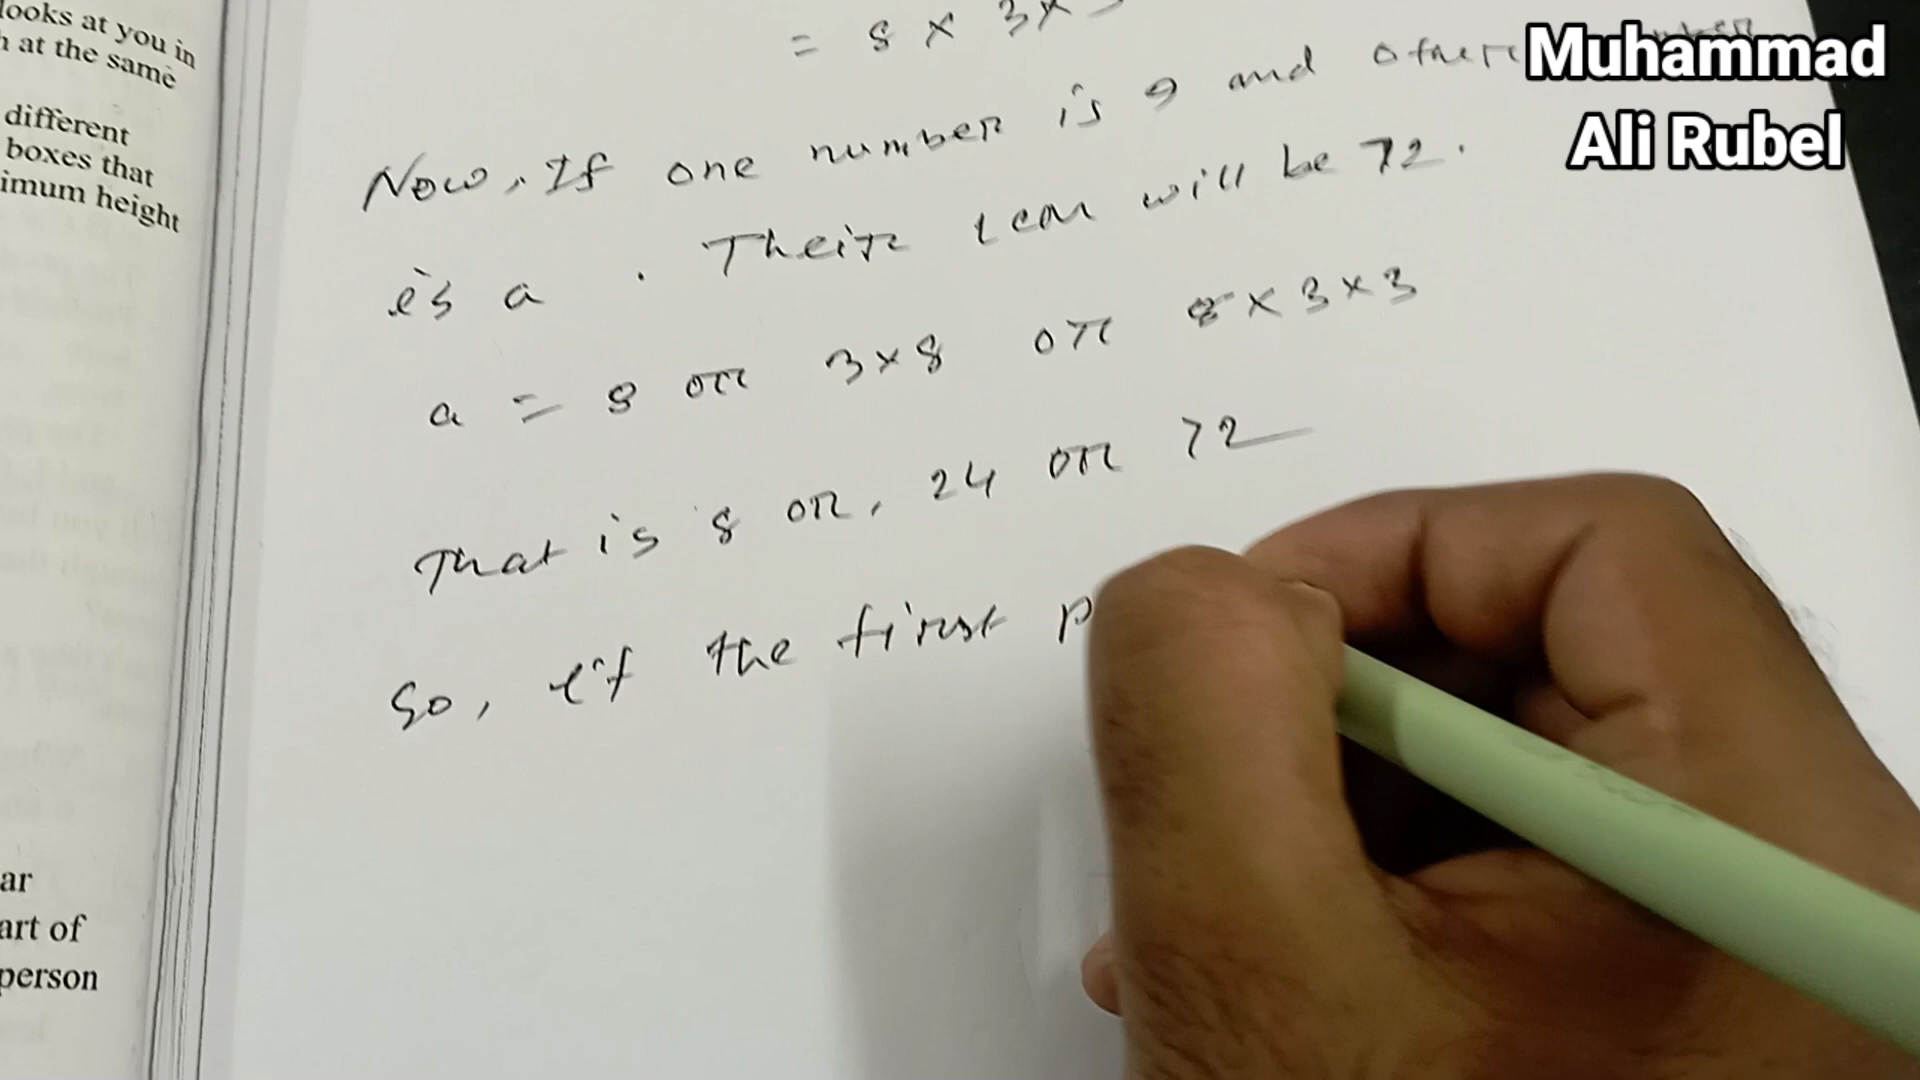 looks at you in
at the same
different
boxes that
imum height
ar
art of
person
= 8 × 3×
Now, If one number is 9 and other
is a . Their lcm will be 72.
a = 8 or 3×8 or 8×3×3
That is 8 or, 24 or 72
So, if the first
Muhammad
Ali Rubel